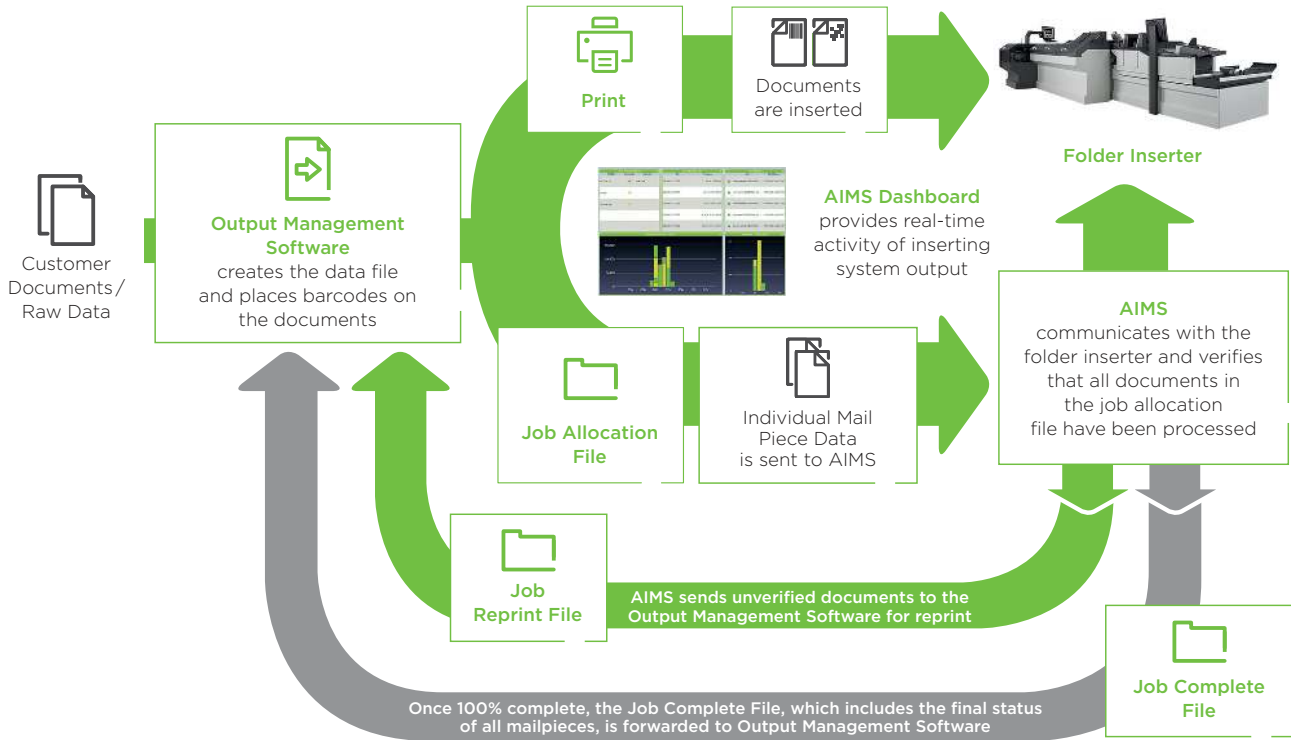 Customer
Documents/
Raw Data
Output Management
Software
creates the data file
and places barcodes on
the documents
Print
Documents
are inserted
Folder Inserter
AIMS Dashboard
provides real-time
activity of inserting
system output
Job Allocation
File
Individual Mail
Piece Data
is sent to AIMS
AIMS
communicates with the
folder inserter and verifies
that all documents in
the job allocation
file have been processed
Job
Reprint File
AIMS sends unverified documents to the
Output Management Software for reprint
Job Complete
File
Once 100% complete, the Job Complete File, which includes the final status
of all mailpieces, is forwarded to Output Management Software